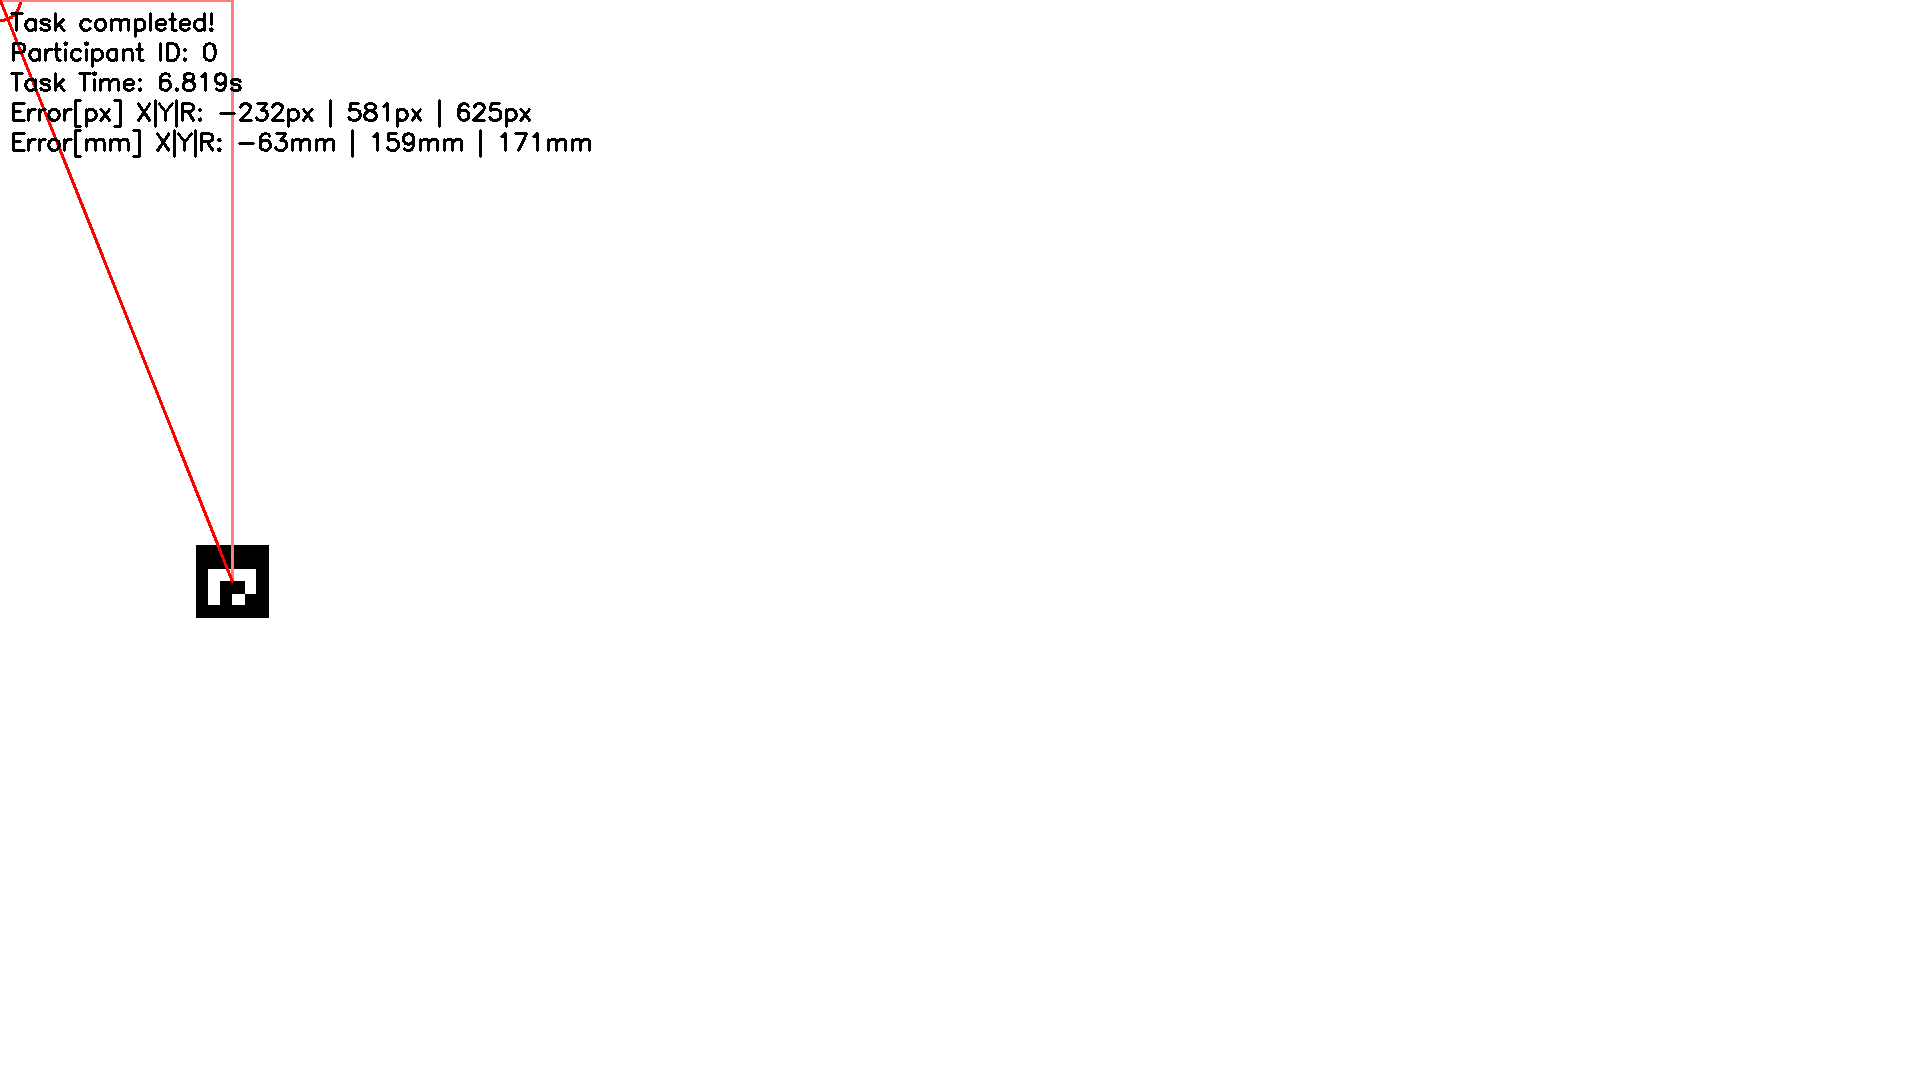 Task completed!
Participant ID: 0
Task Time: 6.819s
Error[px] X|Y|R: -232px | 581px | 625px
Error[mm] X|Y|R: -63mm | 159mm | 171mm